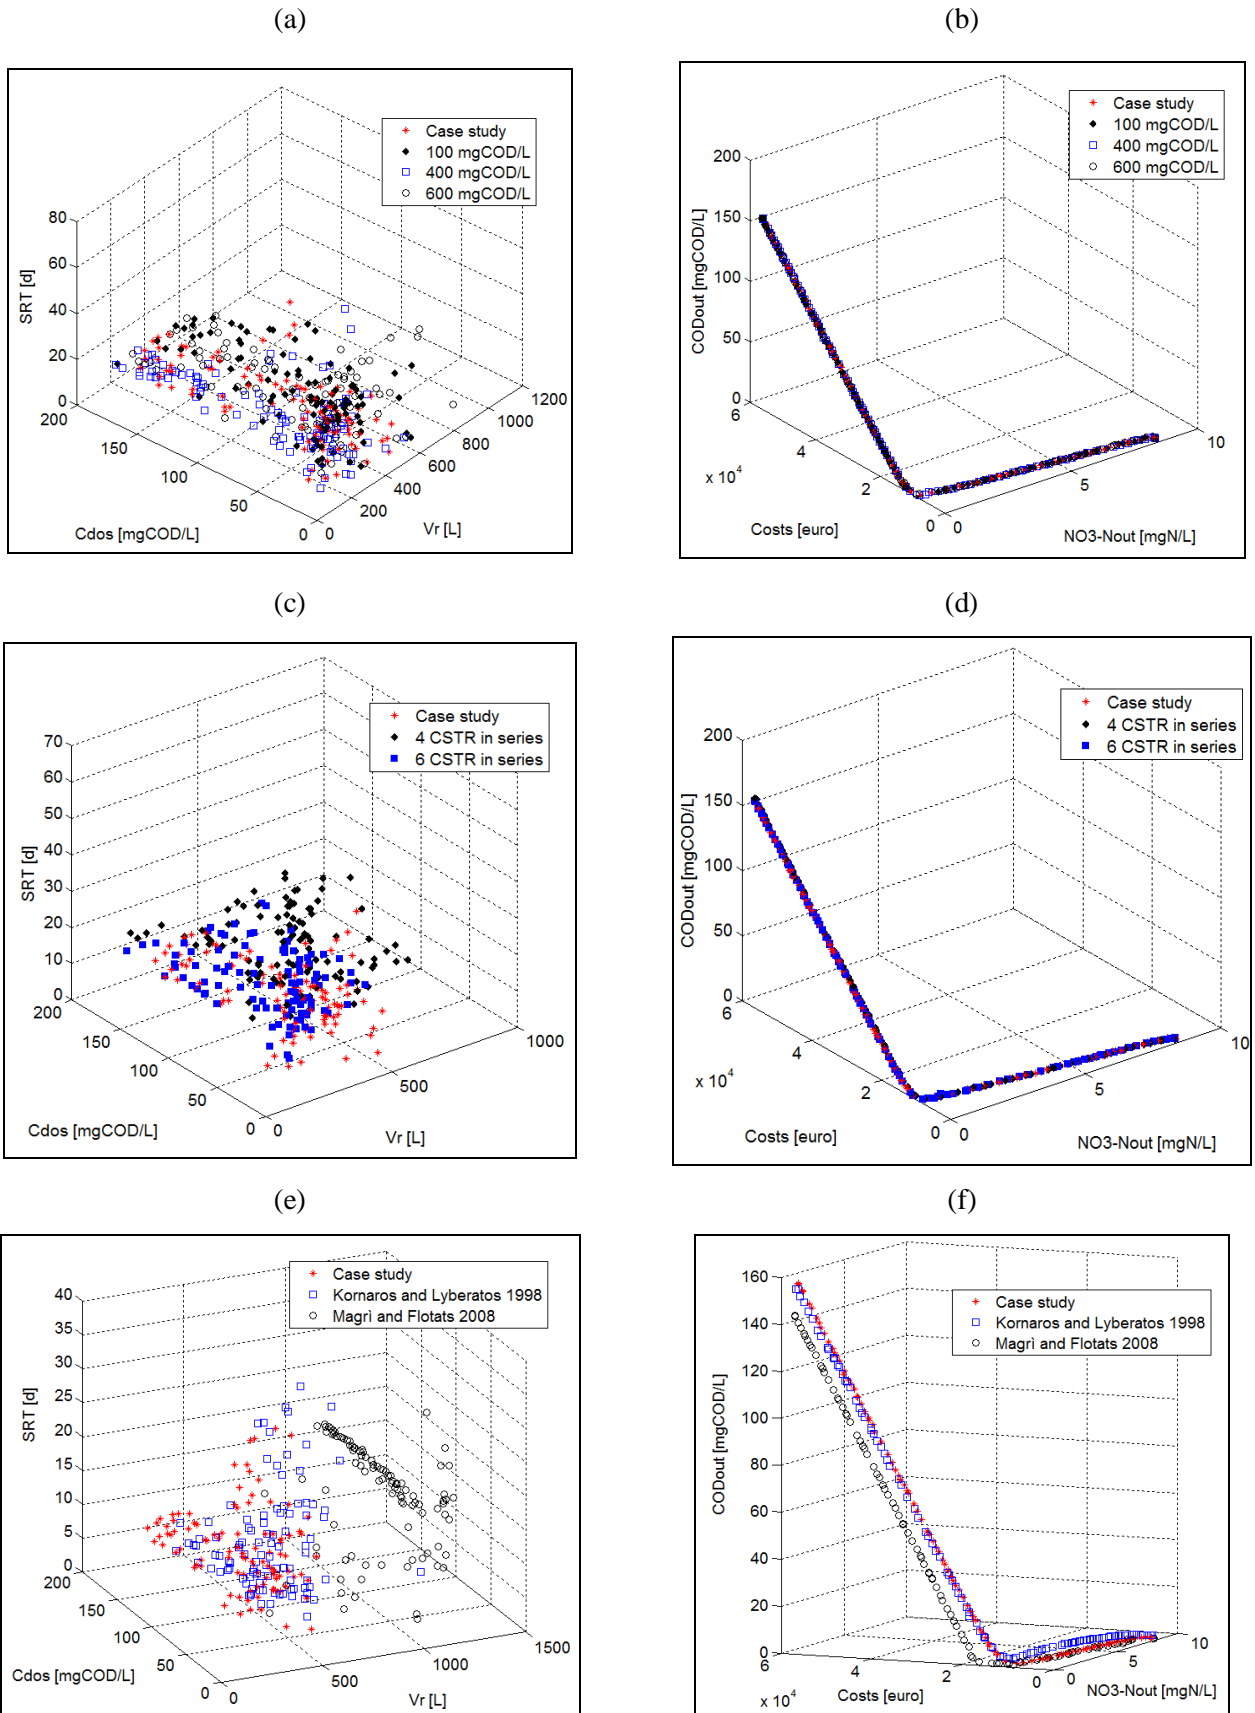 (a)
(b)
Case study
100 mgCOD/L
400 mgCOD/L
600 mgCOD/L
80
60
40
20
0
SRT [d]
200
150
100
50
0
Cdos [mgCOD/L]
0
200
400
600
800
1000
1200
Vr [L]
Case study
100 mgCOD/L
400 mgCOD/L
600 mgCOD/L
200
150
100
50
0
CODout [mgCOD/L]
6
4
2
0
x 10^4
Costs [euro]
0
5
10
NO3-Nout [mgN/L]
(c)
(d)
Case study
4 CSTR in series
6 CSTR in series
70
60
50
40
30
20
10
0
SRT [d]
200
150
100
50
0
Cdos [mgCOD/L]
0
500
1000
Vr [L]
Case study
4 CSTR in series
6 CSTR in series
200
150
100
50
0
CODout [mgCOD/L]
6
4
2
0
x 10^4
Costs [euro]
0
5
10
NO3-Nout [mgN/L]
(e)
(f)
Case study
Kornaros and Lyberatos 1998
Magrì and Flotats 2008
40
35
30
25
20
15
10
5
0
SRT [d]
200
150
100
50
0
Cdos [mgCOD/L]
0
500
1000
1500
Vr [L]
Case study
Kornaros and Lyberatos 1998
Magrì and Flotats 2008
160
140
120
100
80
60
40
20
0
CODout [mgCOD/L]
6
4
2
0
x 10^4
Costs [euro]
0
5
10
NO3-Nout [mgN/L]